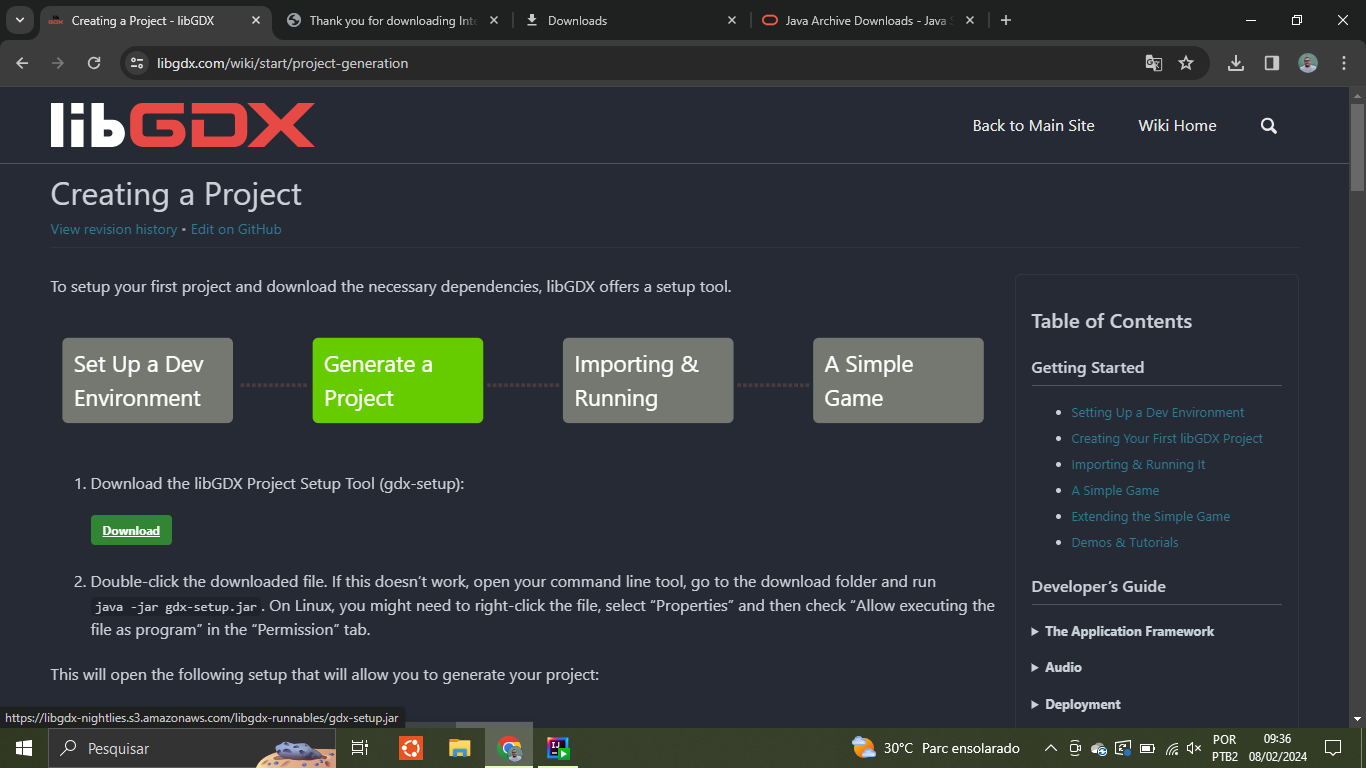 Creating a Project - libGDX
Thank you for downloading Inte
Downloads
Java Archive Downloads - Java S
libgdx.com/wiki/start/project-generation
libGDX
Back to Main Site
Wiki Home
Creating a Project
View revision history • Edit on GitHub
To setup your first project and download the necessary dependencies, libGDX offers a setup tool.
Set Up a Dev
Environment
Generate a
Project
Importing &
Running
A Simple
Game
1. Download the libGDX Project Setup Tool (gdx-setup):
Download
2. Double-click the downloaded file. If this doesn’t work, open your command line tool, go to the download folder and run
java -jar gdx-setup.jar. On Linux, you might need to right-click the file, select “Properties” and then check “Allow executing the
file as program” in the “Permission” tab.
This will open the following setup that will allow you to generate your project:
Table of Contents
Getting Started
• Setting Up a Dev Environment
• Creating Your First libGDX Project
• Importing & Running It
• A Simple Game
• Extending the Simple Game
• Demos & Tutorials
Developer’s Guide
The Application Framework
Audio
Deployment
https://libgdx-nightlies.s3.amazonaws.com/libgdx-runnables/gdx-setup.jar
Pesquisar
30°C Parc ensolarado
POR
PTB2
09:36
08/02/2024